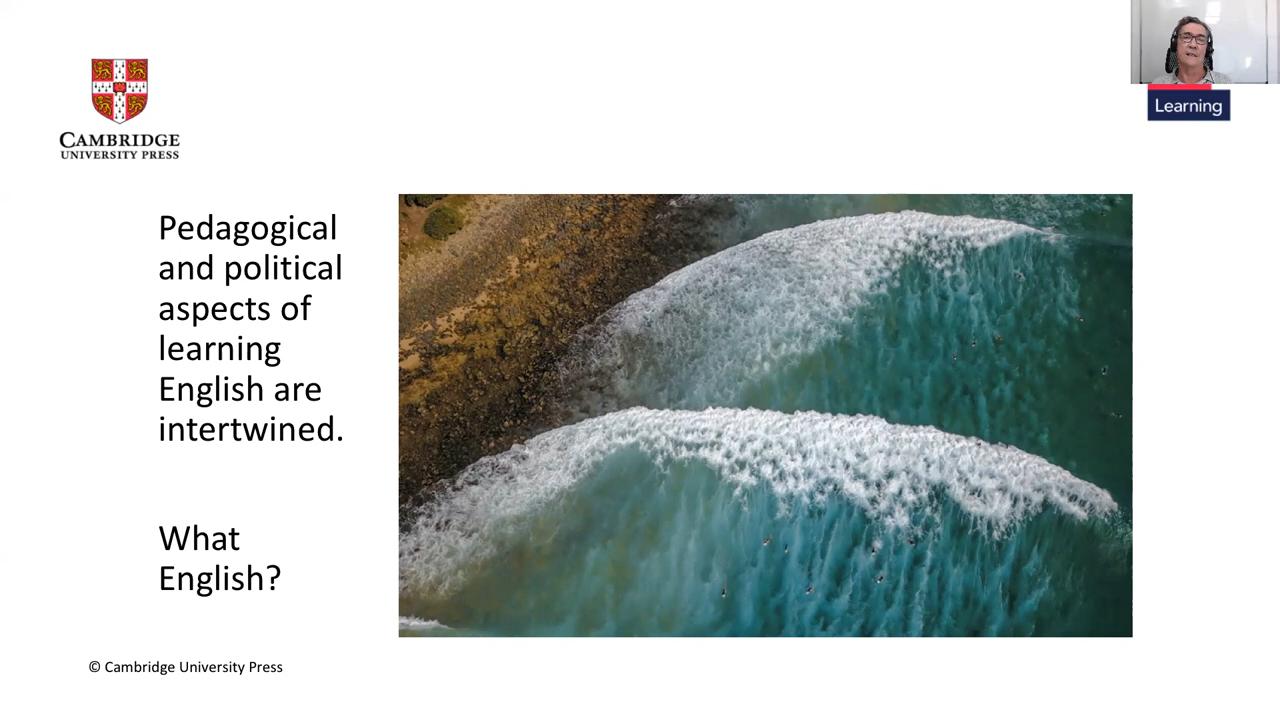 CAMBRIDGE
UNIVERSITY PRESS
Learning
Pedagogical
and political
aspects of
learning
English are
intertwined.
What
English?
© Cambridge University Press